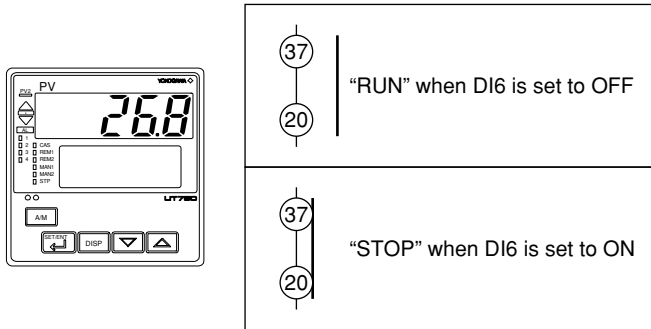 PV
YOKOGAWA
PV2
26.8
AL
1
2 CAS
3 REM1
4 REM2
MAN1
MAN2
STP
UT750
A/M
SET/ENT
DISP
37
"RUN" when DI6 is set to OFF
20
37
"STOP" when DI6 is set to ON
20